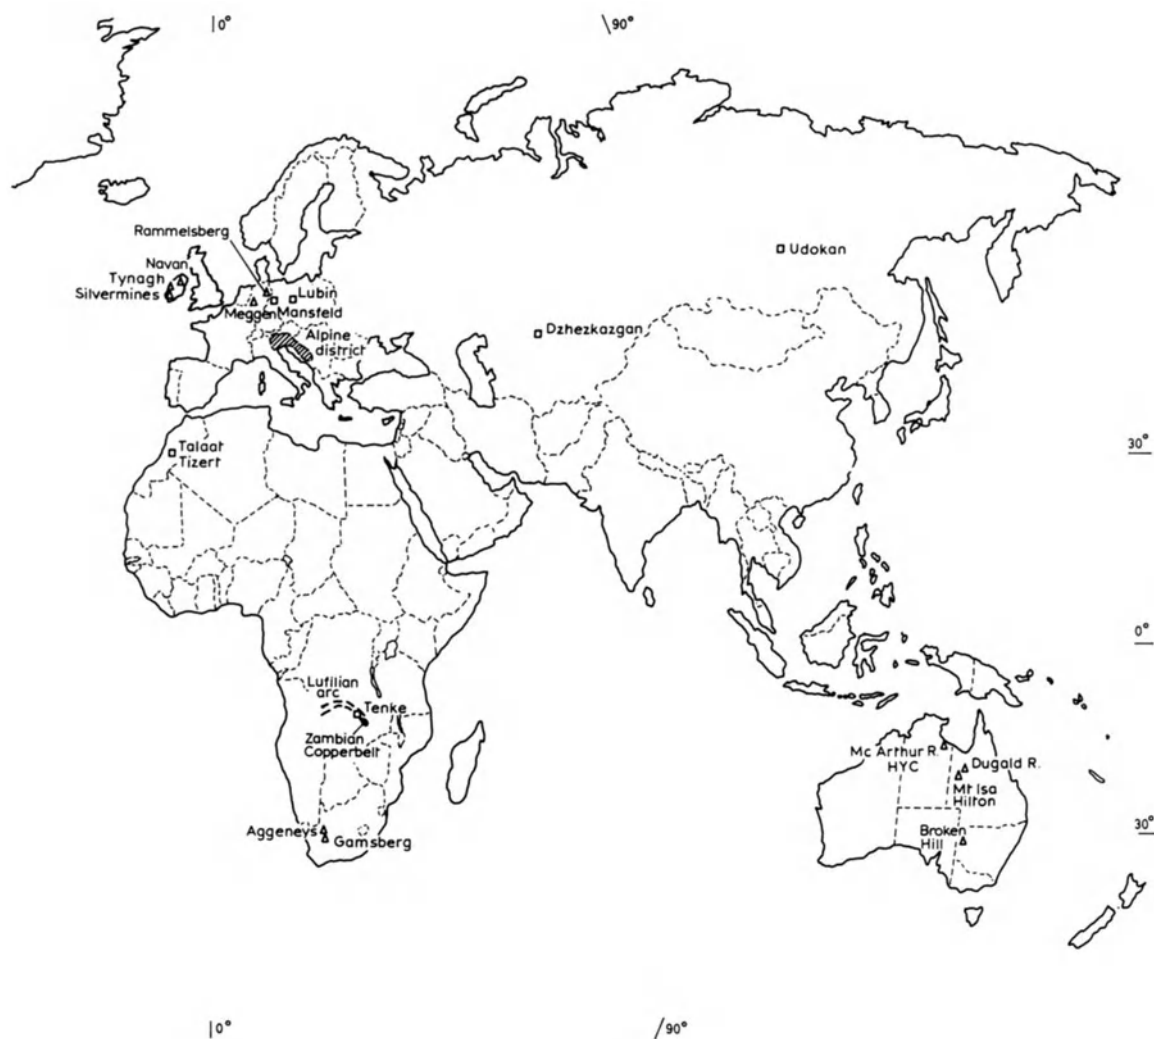 0°
90°
Rammelsberg
Navan
Tynagh
Silvermines
Lubin
Meggen
Mansfeld
Alpine
district
Udokan
Dzhezkazgan
Talaat
Tizert
30°
0°
Lufilian
arc
Tenke
Zambian
Copperbelt
Mc Arthur R.
HYC
Dugald R.
Mt Isa
Hilton
Broken
Hill
30°
Aggeneys
Gamsberg
0°
90°